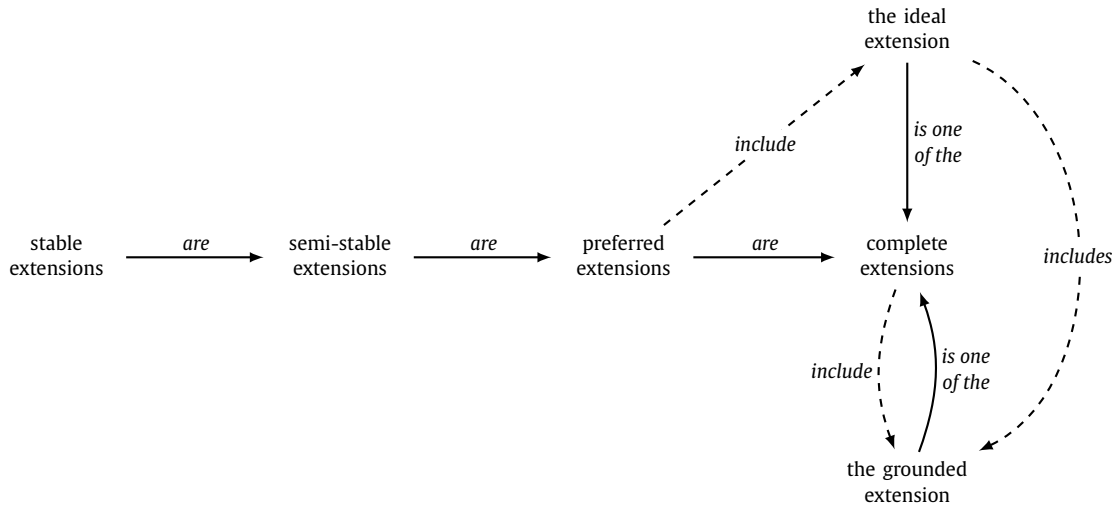 the ideal
extension
is one
of the
include
stable
extensions
are
semi-stable
extensions
are
preferred
extensions
are
complete
extensions
includes
include
is one
of the
the grounded
extension